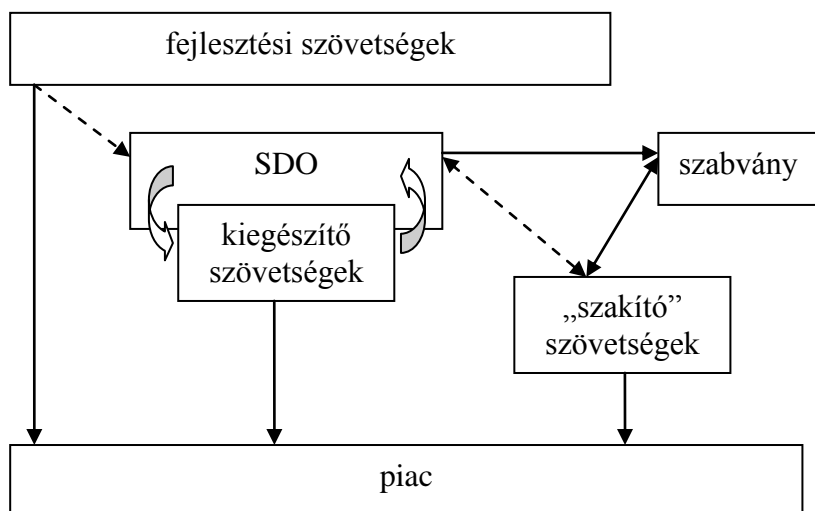 fejlesztési szövetségek
SDO
szabvány
kiegészítő
szövetségek
„szakító”
szövetségek
piac